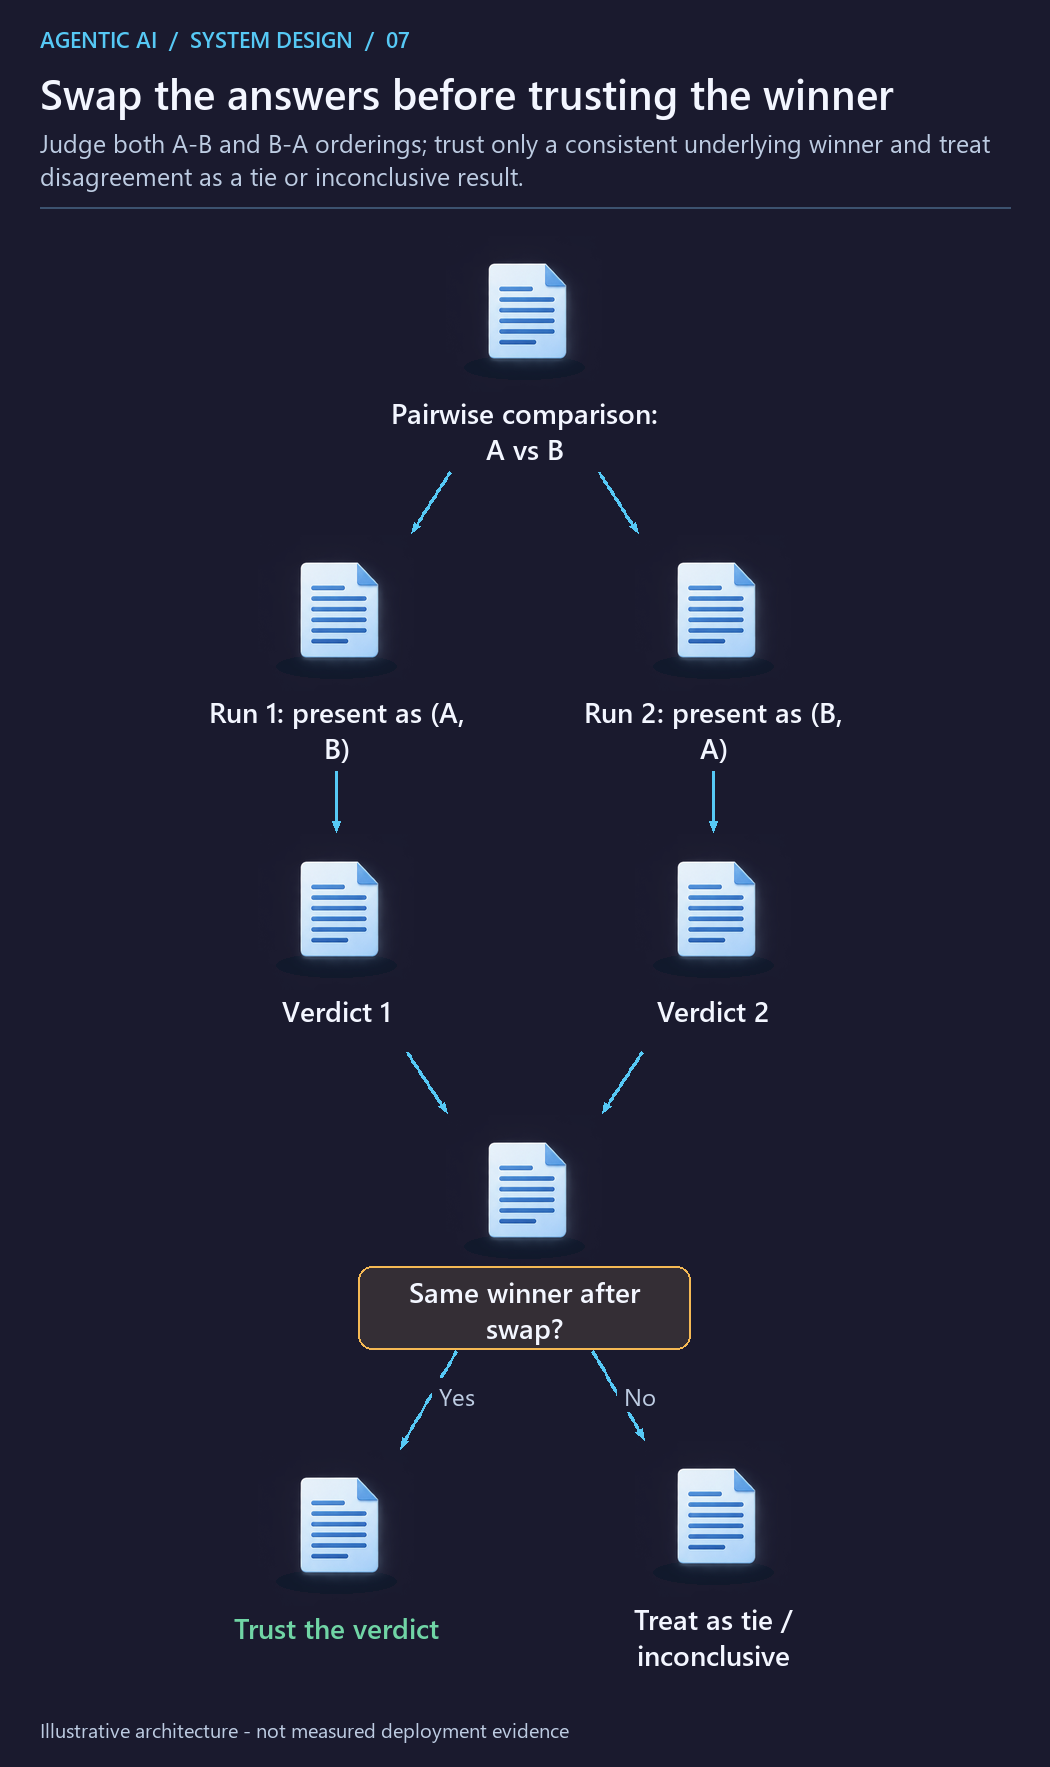 AGENTIC AI / SYSTEM DESIGN / 07
Swap the answers before trusting the winner
Judge both A-B and B-A orderings; trust only a consistent underlying winner and treat
disagreement as a tie or inconclusive result.
Pairwise comparison:
A vs B
Run 1: present as (A,
B)
Run 2: present as (B,
A)
Verdict 1
Verdict 2
Same winner after
swap?
Yes
No
Trust the verdict
Treat as tie /
inconclusive
Illustrative architecture - not measured deployment evidence